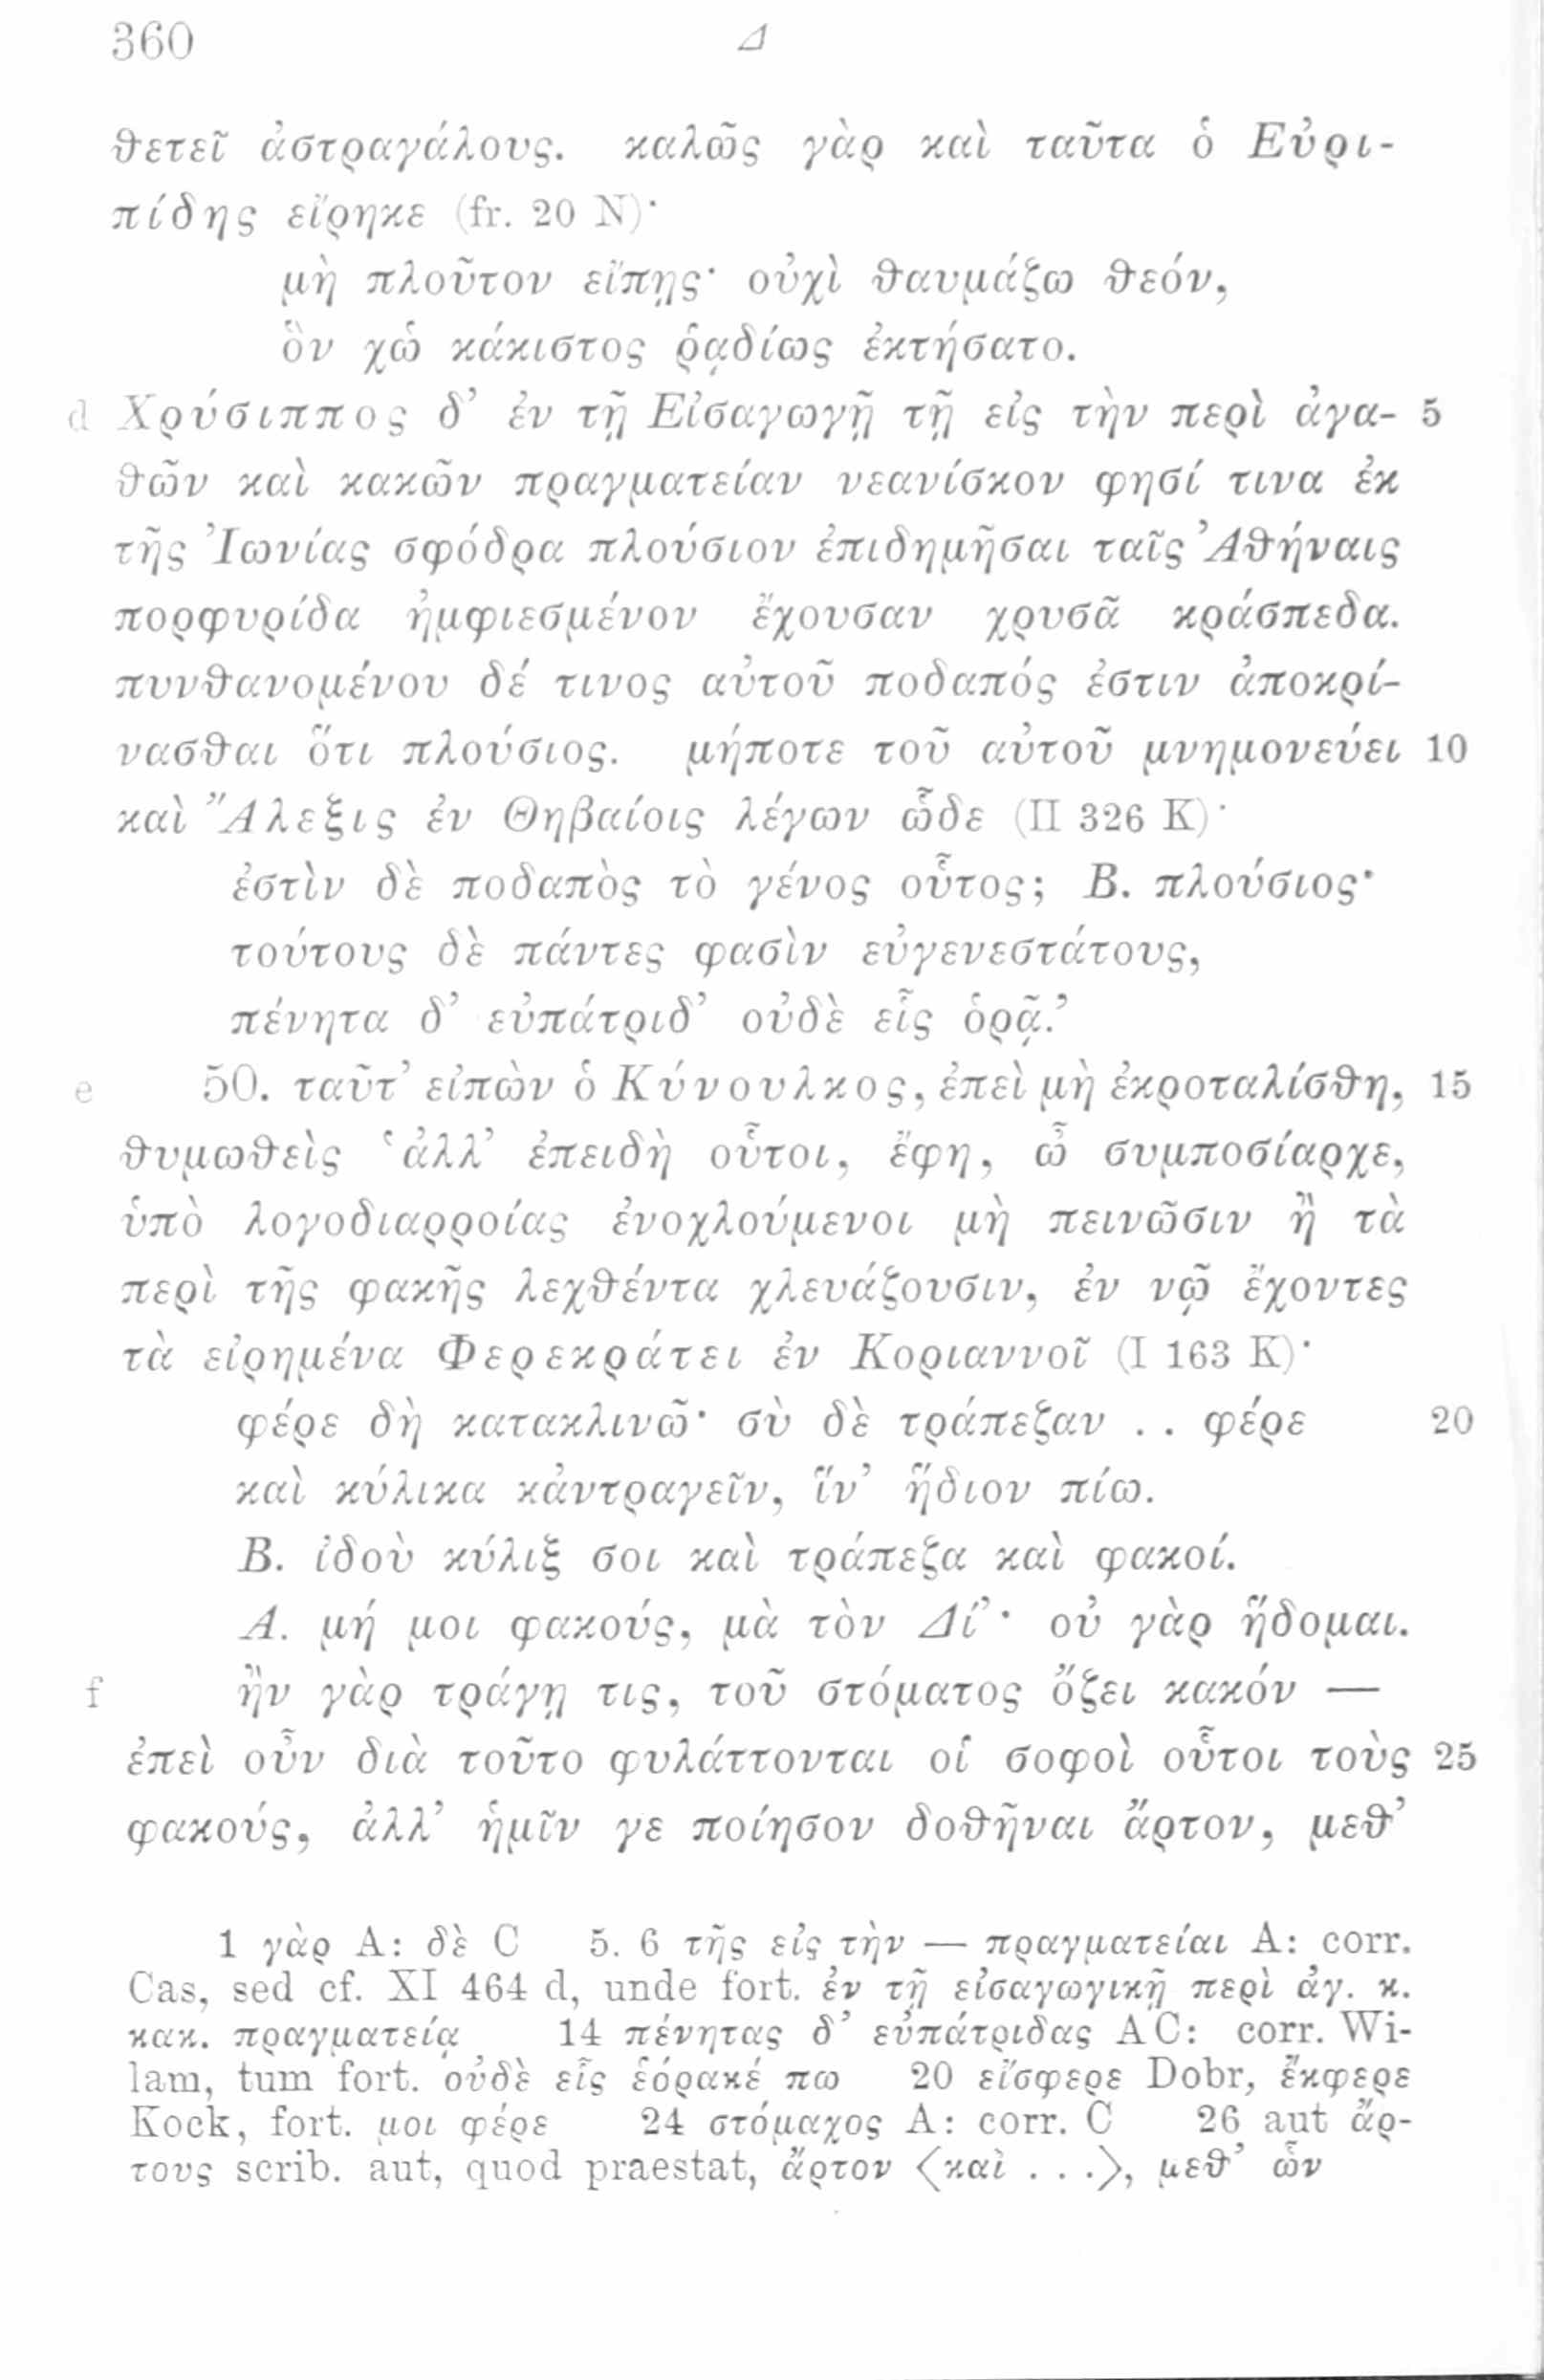 360 Δ
θετεῖ ἀστραγάλους. καλῶς γὰρ καὶ ταῦτα ὁ Εὐρι-
πίδης εἴρηκε (fr. 20 N)·
μὴ πλοῦτον εἴπῃς· οὐχὶ θαυμάζω θεόν,
ὃν χὠ κάκιστος ῥᾳδίως ἐκτήσατο.
d Χρύσιππος δ’ ἐν τῇ Εἰσαγωγῇ τῇ εἰς τὴν περὶ ἀγα- 5
θῶν καὶ κακῶν πραγματείαν νεανίσκον φησί τινα ἐκ
τῆς Ἰωνίας σφόδρα πλούσιον ἐπιδημῆσαι ταῖς Ἀθήναις
πορφυρίδα ἠμφιεσμένον ἔχουσαν χρυσᾶ κράσπεδα.
πυνθανομένου δέ τινος αὐτοῦ ποδαπός ἐστιν ἀποκρί-
νασθαι ὅτι πλούσιος. μήποτε τοῦ αὐτοῦ μνημονεύει 10
καὶ Ἄλεξις ἐν Θηβαίοις λέγων ὧδε (II 326 K)·
ἐστὶν δὲ ποδαπὸς τὸ γένος οὗτος; Β. πλούσιος·
τούτους δὲ πάντες φασὶν εὐγενεστάτους,
πένητα δ’ εὐπάτριδ’ οὐδὲ εἷς ὁρᾷ.’
e 50. ταῦτ’ εἰπὼν ὁ Κύνουλκος, ἐπεὶ μὴ ἐκροταλίσθη, 15
θυμωθεὶς ‘ἀλλ’ ἐπειδὴ οὗτοι, ἔφη, ὦ συμποσίαρχε,
ὑπὸ λογοδιαρροίας ἐνοχλούμενοι μὴ πεινῶσιν ἢ τὰ
περὶ τῆς φακῆς λεχθέντα χλευάζουσιν, ἐν νῷ ἔχοντες
τὰ εἰρημένα Φερεκράτει ἐν Κοριαννοῖ (I 163 K)·
φέρε δὴ κατακλινῶ· σὺ δὲ τράπεζαν . . φέρε 20
καὶ κύλικα κἀντραγεῖν, ἵν’ ἥδιον πίω.
Β. ἰδοὺ κύλιξ σοι καὶ τράπεζα καὶ φακοί.
Α. μή μοι φακούς, μὰ τὸν Δί’· οὐ γὰρ ἥδομαι.
f ἢν γὰρ τράγῃ τις, τοῦ στόματος ὄζει κακόν —
ἐπεὶ οὖν διὰ τοῦτο φυλάττονται οἱ σοφοὶ οὗτοι τοὺς 25
φακούς, ἀλλ’ ἡμῖν γε ποίησον δοθῆναι ἄρτον, μεθ’
1 γὰρ A: δὲ C 5. 6 τῆς εἰς τὴν — πραγματείαι A: corr.
Cas, sed cf. XI 464 d, unde fort. ἐν τῇ εἰσαγωγικῇ περὶ ἀγ. κ.
κακ. πραγματείᾳ 14 πένητας δ’ εὐπάτριδας AC: corr. Wi-
lam, tum fort. οὐδὲ εἷς ἑόρακέ πω 20 εἴσφερε Dobr, ἔκφερε
Kock, fort. μοι φέρε 24 στόμαχος A: corr. C 26 aut ἄρ-
τους scrib. aut, quod praestat, ἄρτον ⟨καὶ . . .⟩, μεθ’ ὧν